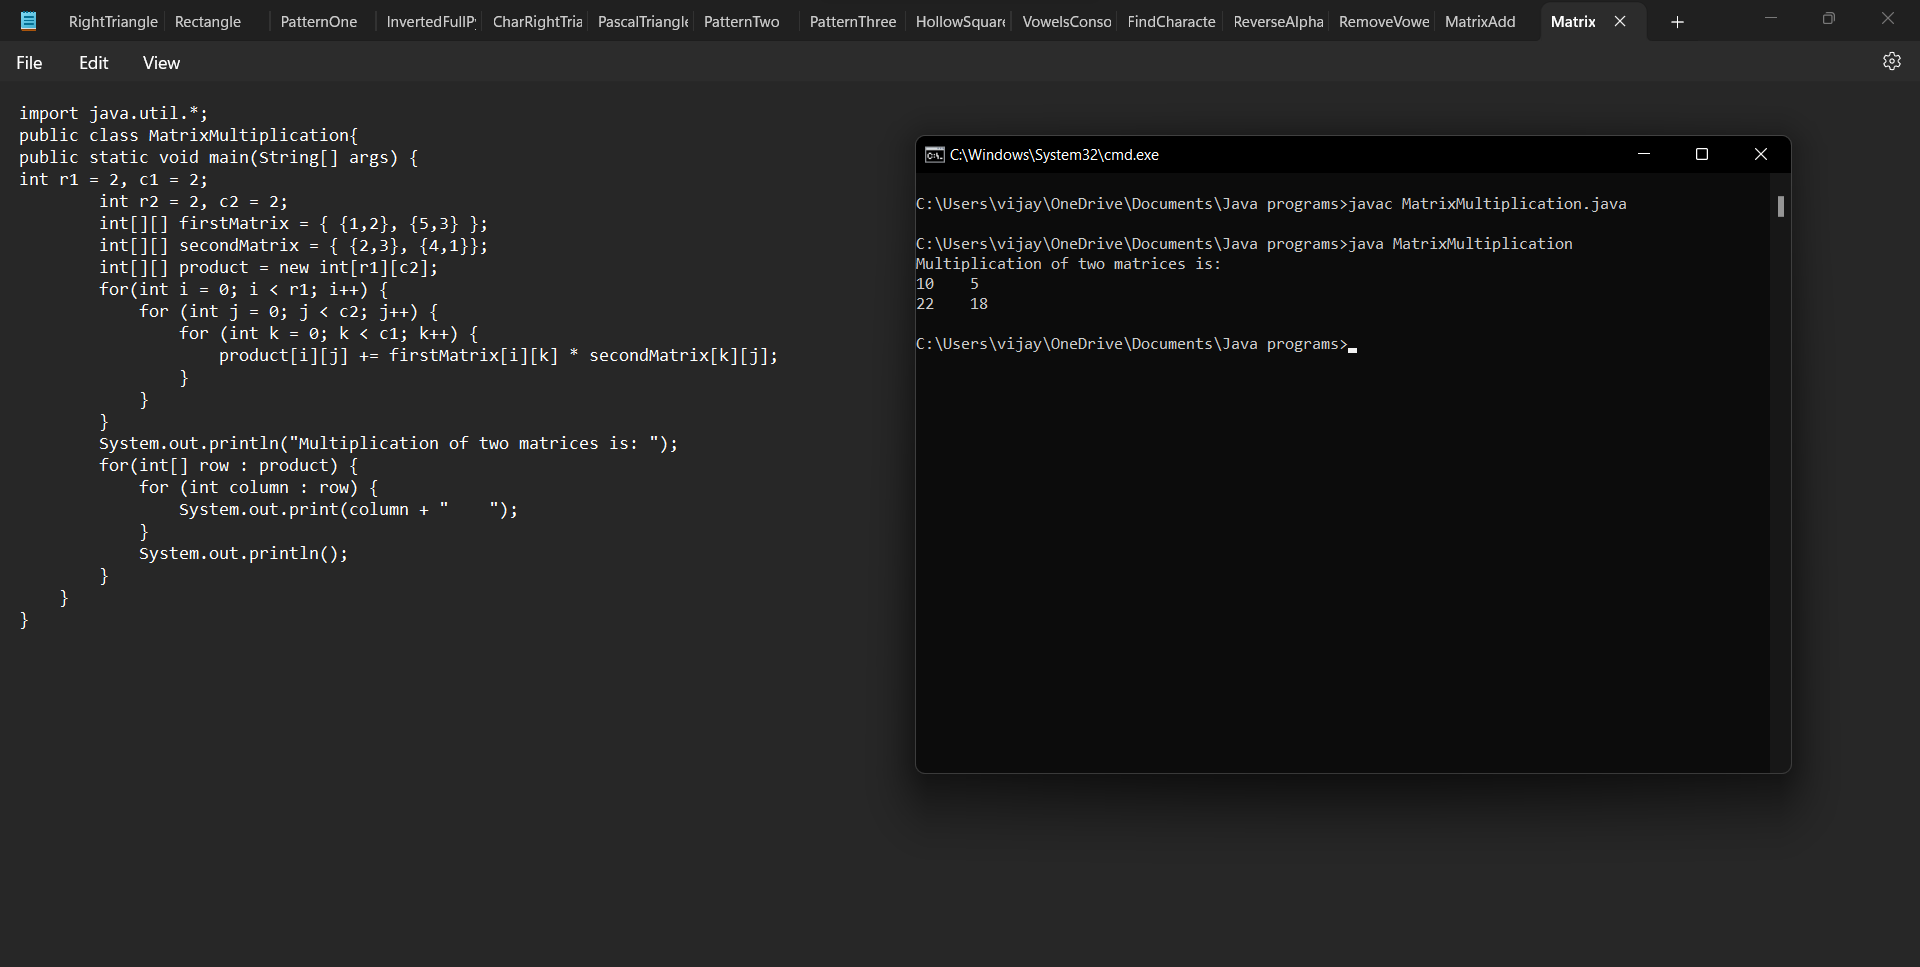 RightTriangle Rectangle PatternOne InvertedFullP CharRightTria PascalTriangle PatternTwo PatternThree HollowSquare VowelsConso FindCharacte ReverseAlpha RemoveVowe MatrixAdd Matrix
File Edit View
import java.util.*;
public class MatrixMultiplication{
public static void main(String[] args) {
int r1 = 2, c1 = 2;
        int r2 = 2, c2 = 2;
        int[][] firstMatrix = { {1,2}, {5,3} };
        int[][] secondMatrix = { {2,3}, {4,1}};
        int[][] product = new int[r1][c2];
        for(int i = 0; i < r1; i++) {
            for (int j = 0; j < c2; j++) {
                for (int k = 0; k < c1; k++) {
                    product[i][j] += firstMatrix[i][k] * secondMatrix[k][j];
                }
            }
        }
        System.out.println("Multiplication of two matrices is: ");
        for(int[] row : product) {
            for (int column : row) {
                System.out.print(column + "    ");
            }
            System.out.println();
        }
    }
}
C:\Windows\System32\cmd.exe
C:\Users\vijay\OneDrive\Documents\Java programs>javac MatrixMultiplication.java
C:\Users\vijay\OneDrive\Documents\Java programs>java MatrixMultiplication
Multiplication of two matrices is:
10    5
22    18
C:\Users\vijay\OneDrive\Documents\Java programs>